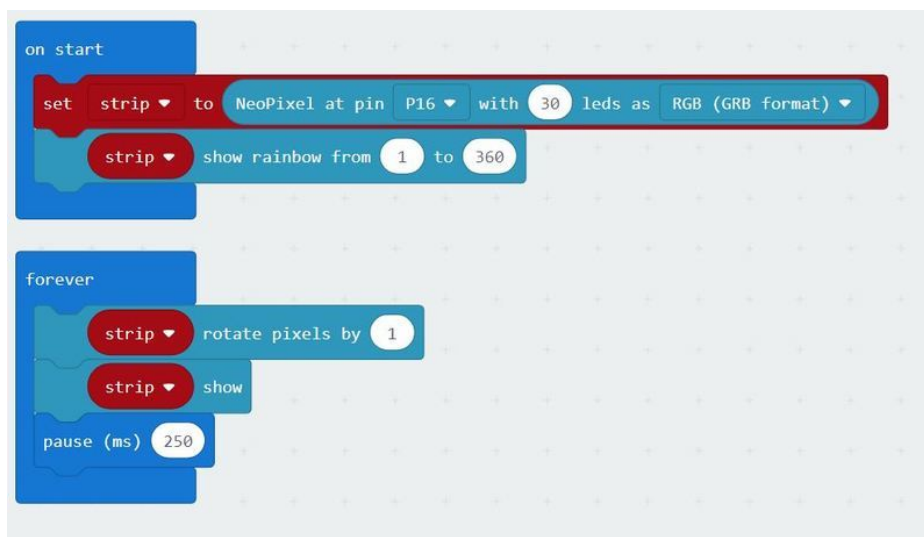 on start
set strip to NeoPixel at pin P16 with 30 leds as RGB (GRB format)
strip show rainbow from 1 to 360
forever
strip rotate pixels by 1
strip show
pause (ms) 250